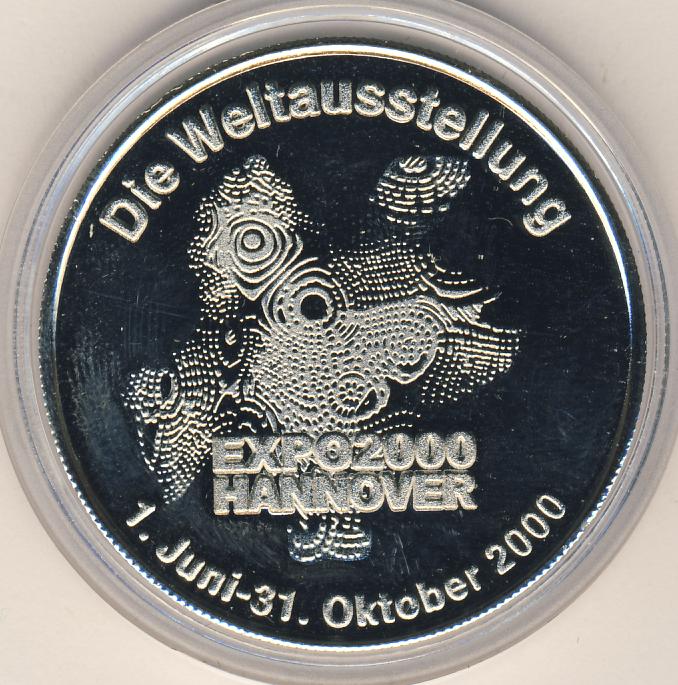 Die Weltausstellung
EXPO2000
HANNOVER
1. Juni-31. Oktober 2000